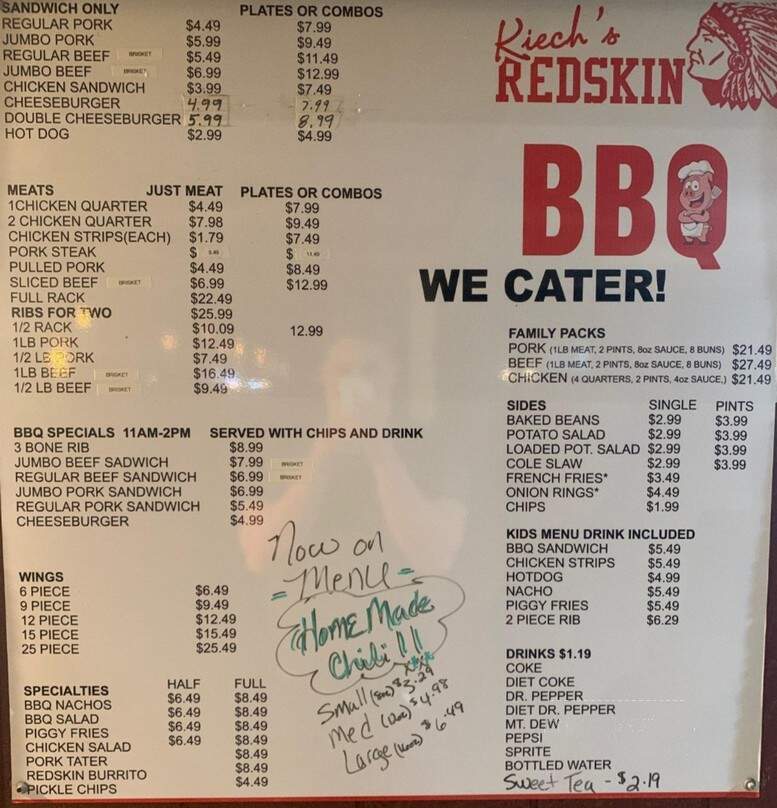 SANDWICH ONLY PLATES OR COMBOS
REGULAR PORK $4.49 $7.99
JUMBO PORK $5.99 $9.49
REGULAR BEEF BRISKET $5.49 $11.49
JUMBO BEEF BRISKET $6.99 $12.99
CHICKEN SANDWICH $3.99 $7.49
CHEESEBURGER 4.99 7.99
DOUBLE CHEESEBURGER 5.99 8.99
HOT DOG $2.99 $4.99
MEATS JUST MEAT PLATES OR COMBOS
1CHICKEN QUARTER $4.49 $7.99
2 CHICKEN QUARTER $7.98 $9.49
CHICKEN STRIPS(EACH) $1.79 $7.49
PORK STEAK $ $
PULLED PORK $4.49 $8.49
SLICED BEEF BRISKET $6.99 $12.99
FULL RACK $22.49
RIBS FOR TWO $25.99
1/2 RACK $10.09 12.99
1LB PORK $12.49
1/2 LB PORK $7.49
1LB BEEF BRISKET $16.49
1/2 LB BEEF BRISKET $9.49
BBQ SPECIALS 11AM-2PM SERVED WITH CHIPS AND DRINK
3 BONE RIB $8.99
JUMBO BEEF SADWICH $7.99 BRISKET
REGULAR BEEF SANDWICH $6.99 BRISKET
JUMBO PORK SANDWICH $6.99
REGULAR PORK SANDWICH $5.49
CHEESEBURGER $4.99
WINGS
6 PIECE $6.49
9 PIECE $9.49
12 PIECE $12.49
15 PIECE $15.49
25 PIECE $25.49
SPECIALTIES HALF FULL
BBQ NACHOS $6.49 $8.49
BBQ SALAD $6.49 $8.49
PIGGY FRIES $6.49 $8.49
CHICKEN SALAD $6.49 $8.49
PORK TATER $8.49
REDSKIN BURRITO $8.49
PICKLE CHIPS $4.49
Now on
Menu
Home Made
Chili!!
Small $3.29
Med $4.98
Large $6.49
Kiech's
REDSKIN
BBQ
WE CATER!
FAMILY PACKS
PORK (1LB MEAT, 2 PINTS, 8oz SAUCE, 8 BUNS) $21.49
BEEF (1LB MEAT, 2 PINTS, 8oz SAUCE, 8 BUNS) $27.49
CHICKEN (4 QUARTERS, 2 PINTS, 4oz SAUCE,) $21.49
SIDES SINGLE PINTS
BAKED BEANS $2.99 $3.99
POTATO SALAD $2.99 $3.99
LOADED POT. SALAD $2.99 $3.99
COLE SLAW $2.99 $3.99
FRENCH FRIES* $3.49
ONION RINGS* $4.49
CHIPS $1.99
KIDS MENU DRINK INCLUDED
BBQ SANDWICH $5.49
CHICKEN STRIPS $5.49
HOTDOG $4.99
NACHO $5.49
PIGGY FRIES $5.49
2 PIECE RIB $6.29
DRINKS $1.19
COKE
DIET COKE
DR. PEPPER
DIET DR. PEPPER
MT. DEW
PEPSI
SPRITE
BOTTLED WATER
Sweet Tea - $2.19